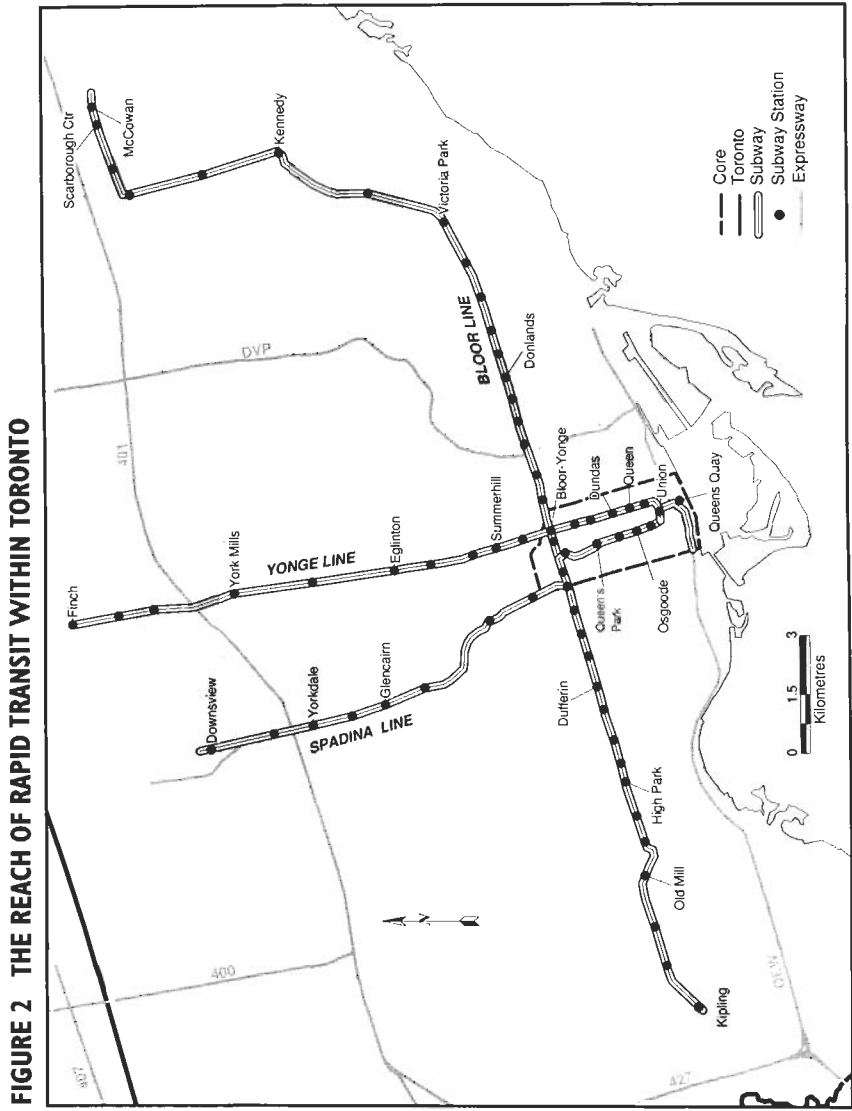 FIGURE 2 THE REACH OF RAPID TRANSIT WITHIN TORONTO
407
400
427
QEW
401
DVP
Finch
York Mills
YONGE LINE
Eglinton
Summerhill
Downsview
Yorkdale
Glencairn
SPADINA LINE
Scarborough Ctr
McCowan
Kennedy
Victoria Park
BLOOR LINE
Donlands
Bloor-Yonge
Dundas
Queen
Union
Queens Quay
Queen's
Park
Osgoode
Dufferin
High Park
Old Mill
Kipling
N
0 1.5 3
Kilometres
Core
Toronto
Subway
Subway Station
Expressway